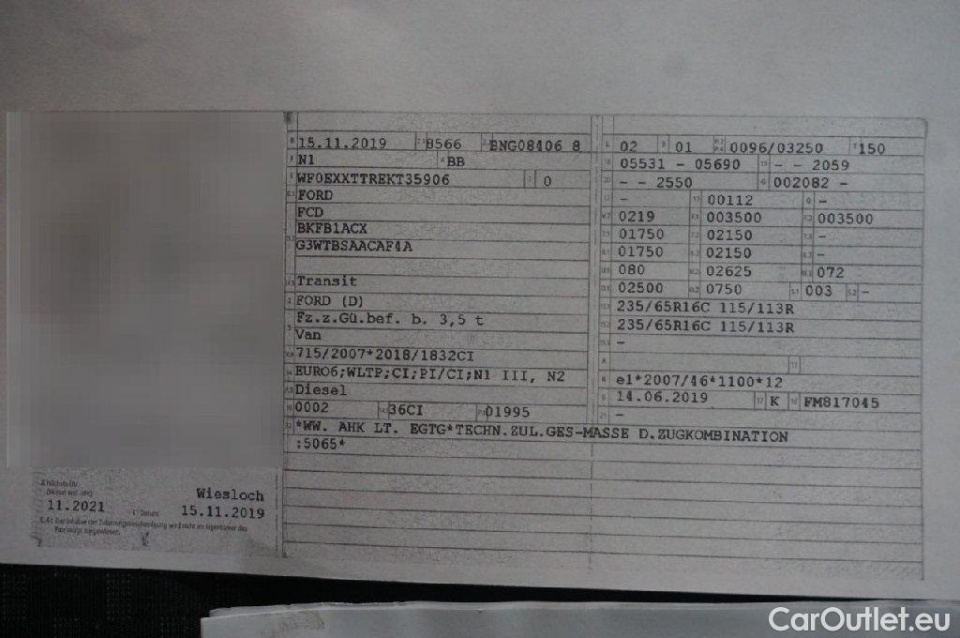 15.11.2019 8566 BNG08406 8
N1 BB
WF0EXXTTREKT35906 0
FORD
FCD
BKFB1ACX
G3WTBSAACAF4A
Transit
FORD (D)
Fz.z.Gü.bef. b. 3,5 t
Van
715/2007*2018/1832CI
EURO6;WLTP;CI;PI/CI;N1 III, N2
Diesel
0002 36CI 01995
*WW. AHK LT. EGTG*TECHN.ZUL.GES-MASSE D.ZUGKOMBINATION
:5065*
02 01 0096/03250 150
05531 - 05690 - - 2059
- - 2550 002082 -
- 00112 -
0219 003500 003500
01750 02150 -
01750 02150 -
080 02625 072
02500 0750 003 -
235/65R16C 115/113R
235/65R16C 115/113R
-
e1*2007/46*1100*12
14.06.2019 K FM817045
-
Wiesloch
11.2021 15.11.2019
CarOutlet.eu